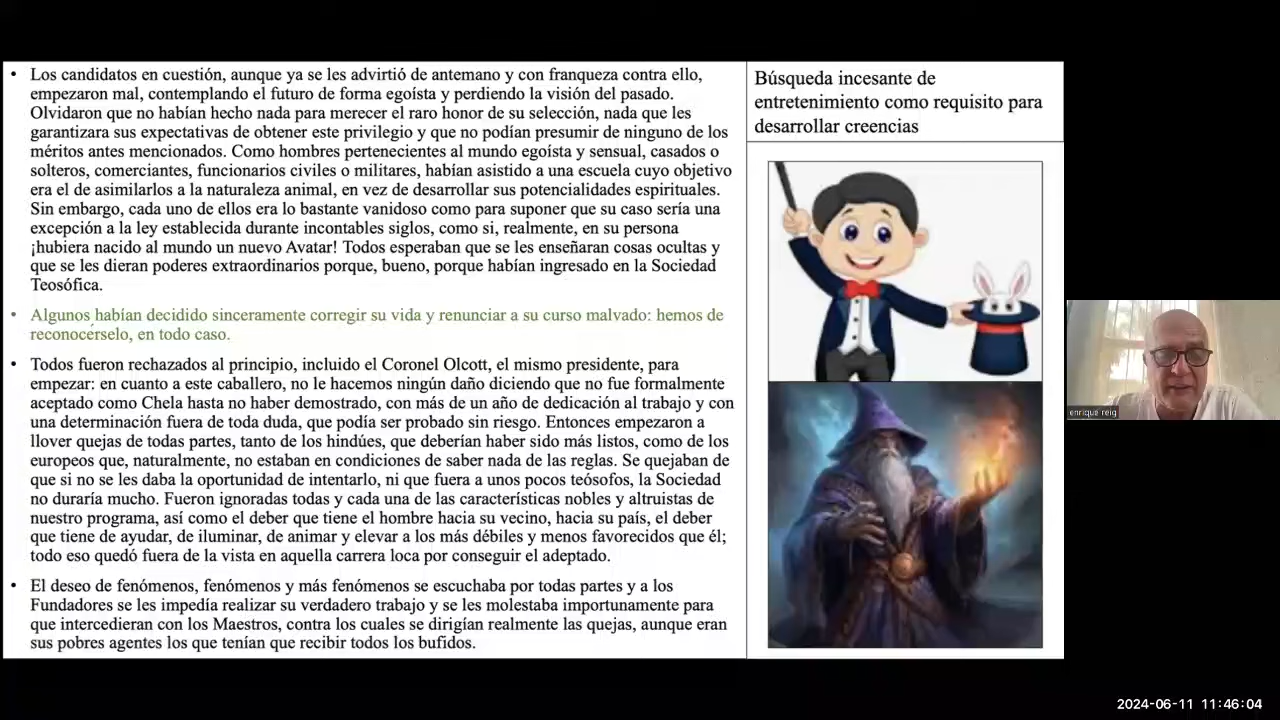 • Los candidatos en cuestión, aunque ya se les advirtió de antemano y con franqueza contra ello,
empezaron mal, contemplando el futuro de forma egoísta y perdiendo la visión del pasado.
Olvidaron que no habían hecho nada para merecer el raro honor de su selección, nada que les
garantizara sus expectativas de obtener este privilegio y que no podían presumir de ninguno de los
méritos antes mencionados. Como hombres pertenecientes al mundo egoísta y sensual, casados o
solteros, comerciantes, funcionarios civiles o militares, habían asistido a una escuela cuyo objetivo
era el de asimilarlos a la naturaleza animal, en vez de desarrollar sus potencialidades espirituales.
Sin embargo, cada uno de ellos era lo bastante vanidoso como para suponer que su caso sería una
excepción a la ley establecida durante incontables siglos, como si, realmente, en su persona
¡hubiera nacido al mundo un nuevo Avatar! Todos esperaban que se les enseñaran cosas ocultas y
que se les dieran poderes extraordinarios porque, bueno, porque habían ingresado en la Sociedad
Teosófica.
• Algunos habían decidido sinceramente corregir su vida y renunciar a su curso malvado: hemos de
reconocérselo, en todo caso.
• Todos fueron rechazados al principio, incluido el Coronel Olcott, el mismo presidente, para
empezar: en cuanto a este caballero, no le hacemos ningún daño diciendo que no fue formalmente
aceptado como Chela hasta no haber demostrado, con más de un año de dedicación al trabajo y con
una determinación fuera de toda duda, que podía ser probado sin riesgo. Entonces empezaron a
llover quejas de todas partes, tanto de los hindúes, que deberían haber sido más listos, como de los
europeos que, naturalmente, no estaban en condiciones de saber nada de las reglas. Se quejaban de
que si no se les daba la oportunidad de intentarlo, ni que fuera a unos pocos teósofos, la Sociedad
no duraría mucho. Fueron ignoradas todas y cada una de las características nobles y altruistas de
nuestro programa, así como el deber que tiene el hombre hacia su vecino, hacia su país, el deber
que tiene de ayudar, de iluminar, de animar y elevar a los más débiles y menos favorecidos que él;
todo eso quedó fuera de la vista en aquella carrera loca por conseguir el adeptado.
• El deseo de fenómenos, fenómenos y más fenómenos se escuchaba por todas partes y a los
Fundadores se les impedía realizar su verdadero trabajo y se les molestaba importunamente para
que intercedieran con los Maestros, contra los cuales se dirigían realmente las quejas, aunque eran
sus pobres agentes los que tenían que recibir todos los bufidos.
Búsqueda incesante de
entretenimiento como requisito para
desarrollar creencias
enrique reig
2024-06-11 11:46:04